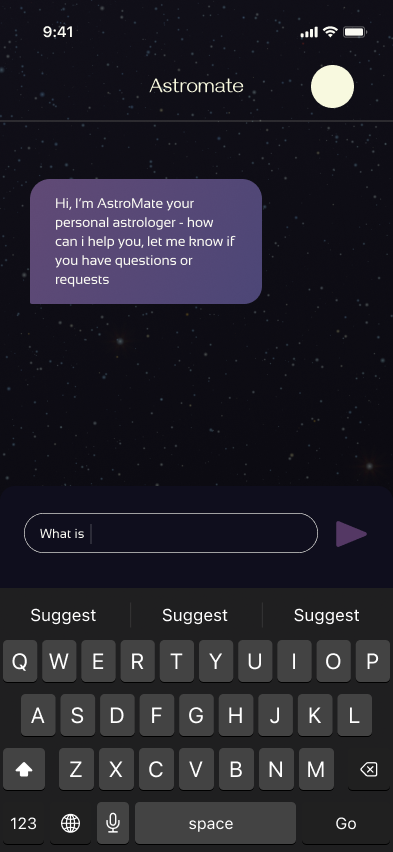 9:41
Astromate
Hi, I'm AstroMate your
personal astrologer - how
can i help you, let me know if
you have questions or
requests
What is
Suggest Suggest Suggest
Q W E R T Y U I O P
A S D F G H J K L
Z X C V B N M
123 space Go